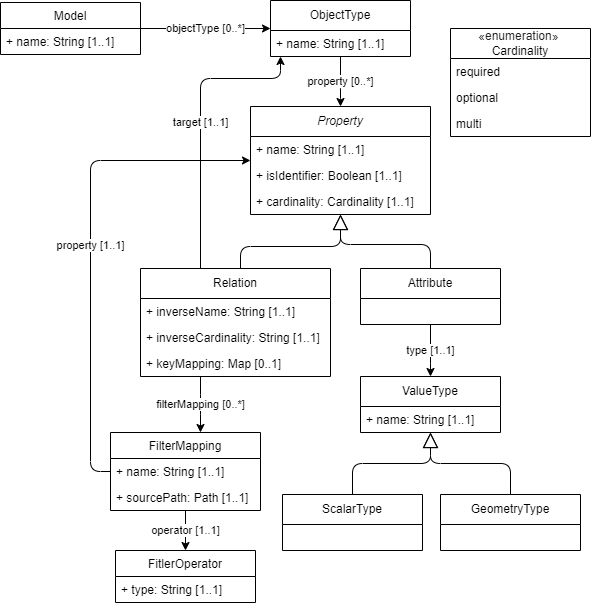 Model
+ name: String [1..1]
objectType [0..*]
ObjectType
+ name: String [1..1]
«enumeration»
Cardinality
required
optional
multi
property [0..*]
target [1..1]
Property
+ name: String [1..1]
+ isIdentifier: Boolean [1..1]
+ cardinality: Cardinality [1..1]
property [1..1]
Relation
+ inverseName: String [1..1]
+ inverseCardinality: String [1..1]
+ keyMapping: Map [0..1]
Attribute
type [1..1]
ValueType
+ name: String [1..1]
filterMapping [0..*]
FilterMapping
+ name: String [1..1]
+ sourcePath: Path [1..1]
ScalarType
GeometryType
operator [1..1]
FitlerOperator
+ type: String [1..1]